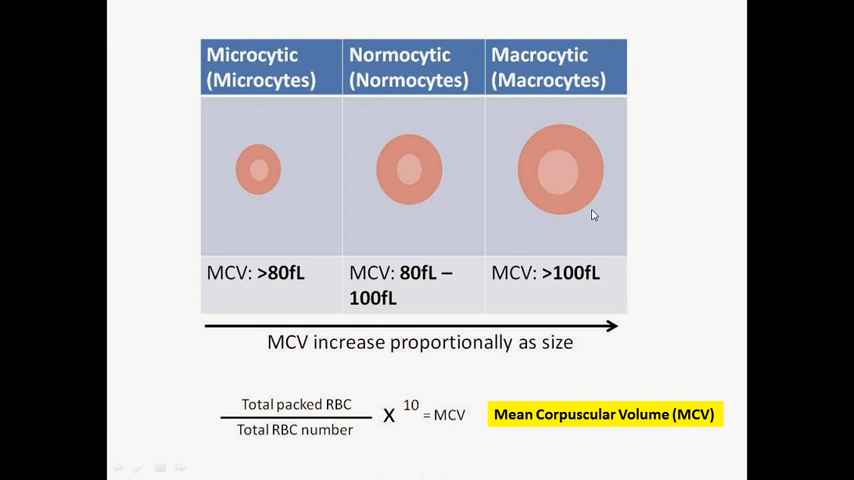 Microcytic
(Microcytes)
Normocytic
(Normocytes)
Macrocytic
(Macrocytes)
MCV: >80fL
MCV: 80fL –
100fL
MCV: >100fL
MCV increase proportionally as size
Total packed RBC
Total RBC number
X 10 = MCV
Mean Corpuscular Volume (MCV)